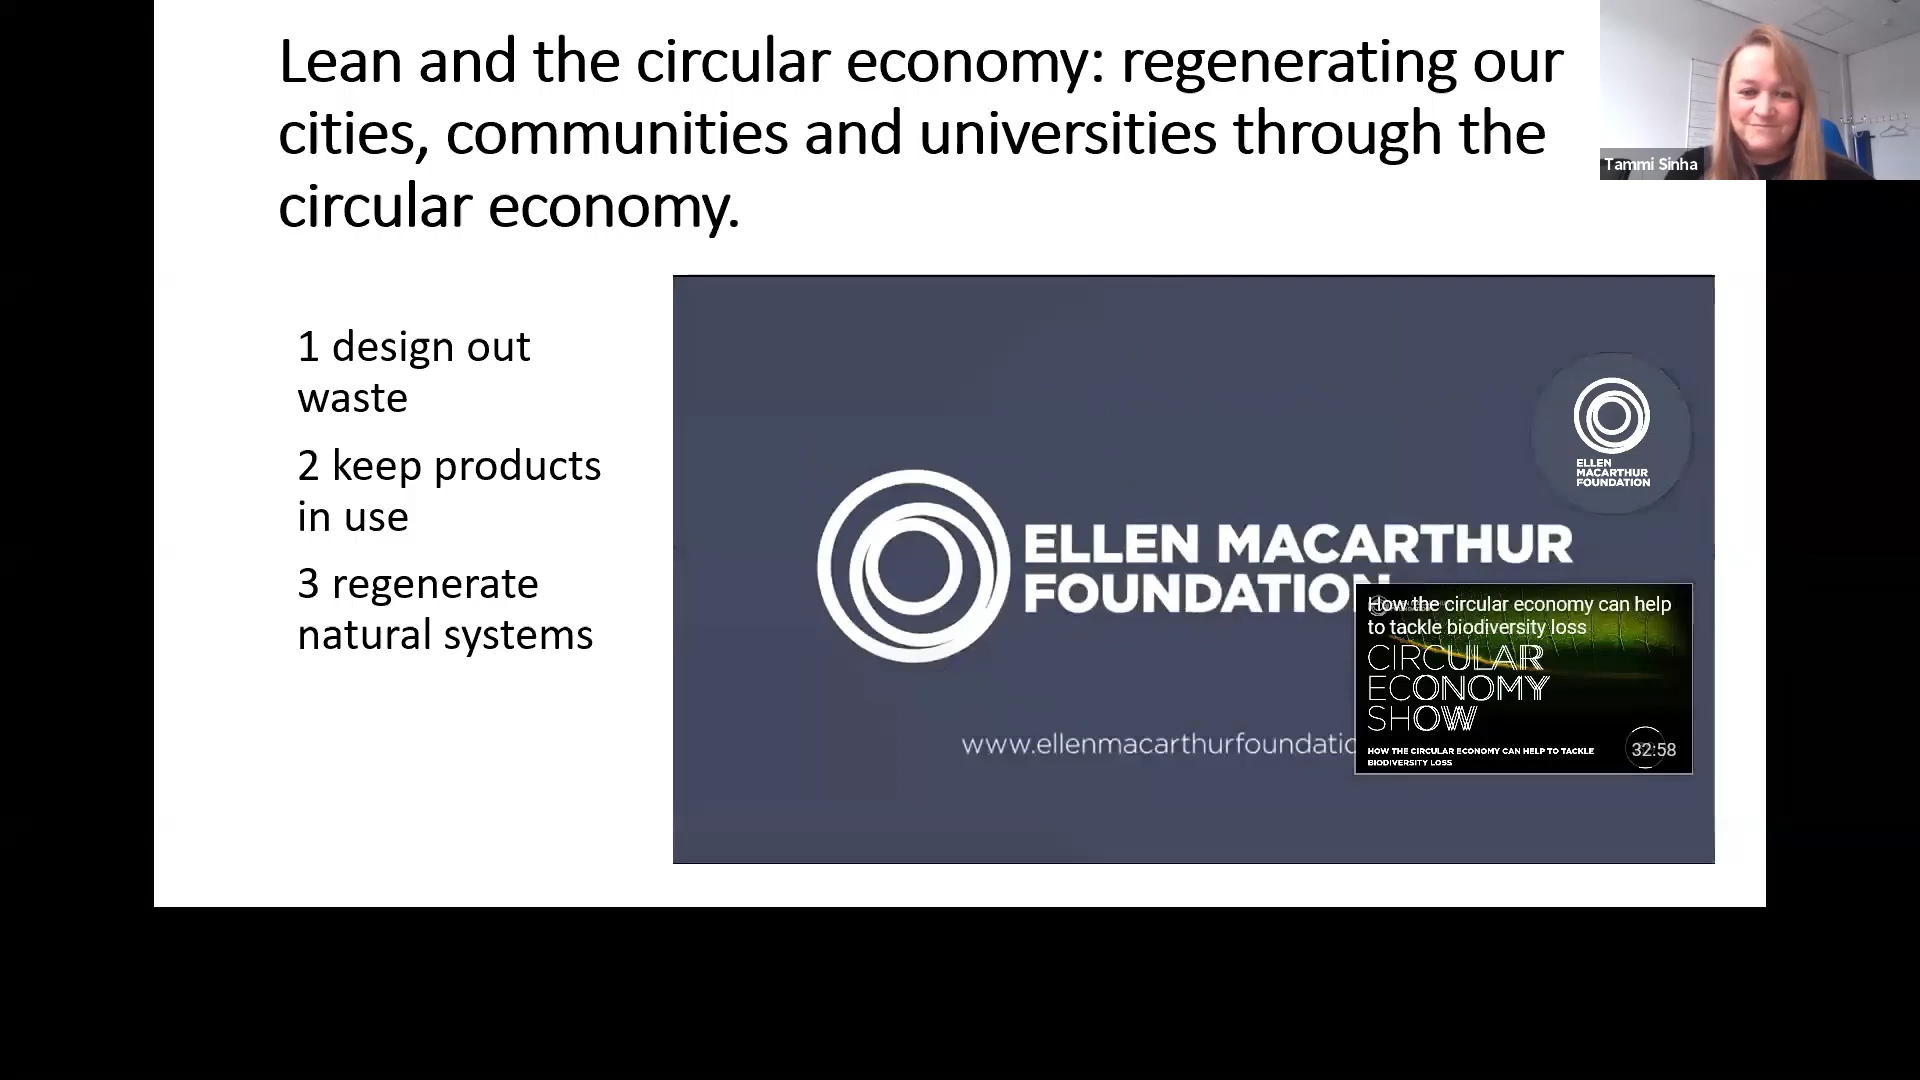 Lean and the circular economy: regenerating our
cities, communities and universities through the
circular economy.
Tammi Sinha
1 design out
waste
2 keep products
in use
3 regenerate
natural systems
ELLEN
MACARTHUR
FOUNDATION
ELLEN MACARTHUR
FOUNDATION
www.ellenmacarthurfoundatio
How the circular economy can help
to tackle biodiversity loss
CIRCULAR
ECONOMY
SHOW
HOW THE CIRCULAR ECONOMY CAN HELP TO TACKLE
BIODIVERSITY LOSS
32:58